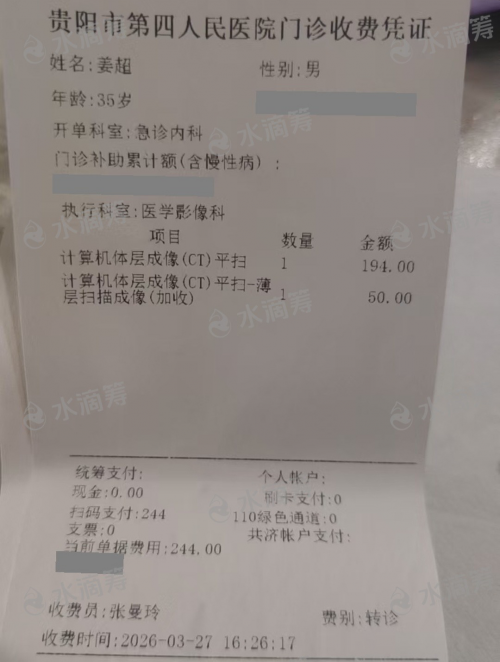 贵阳市第四人民医院门诊收费凭证
姓名:姜超 性别:男
年龄:35岁
开单科室:急诊内科
门诊补助累计额(含慢性病):
执行科室:医学影像科
项目 数量 金额
计算机体层成像(CT)平扫 1 194.00
计算机体层成像(CT)平扫-薄
层扫描成像(加收) 1 50.00
统筹支付: 个人帐户:
现金:0.00 刷卡支付:0
扫码支付:244 110绿色通道:0
支票:0 共济帐户支付:
当前单据费用:244.00
收费员:张曼玲 费别:转诊
收费时间:2026-03-27 16:26:17
水滴筹